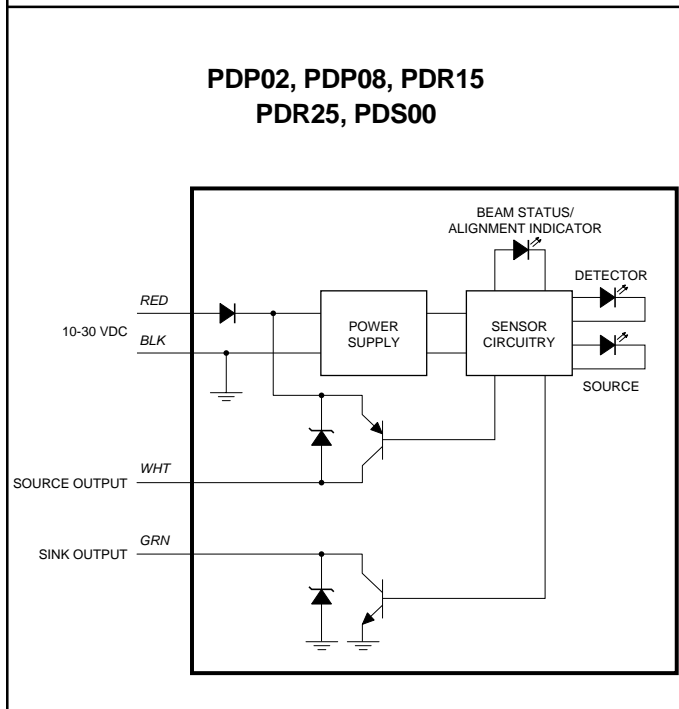 PDP02, PDP08, PDR15
PDR25, PDS00
BEAM STATUS/
ALIGNMENT INDICATOR
DETECTOR
RED
10-30 VDC
BLK
POWER
SUPPLY
SENSOR
CIRCUITRY
SOURCE
WHT
SOURCE OUTPUT
GRN
SINK OUTPUT